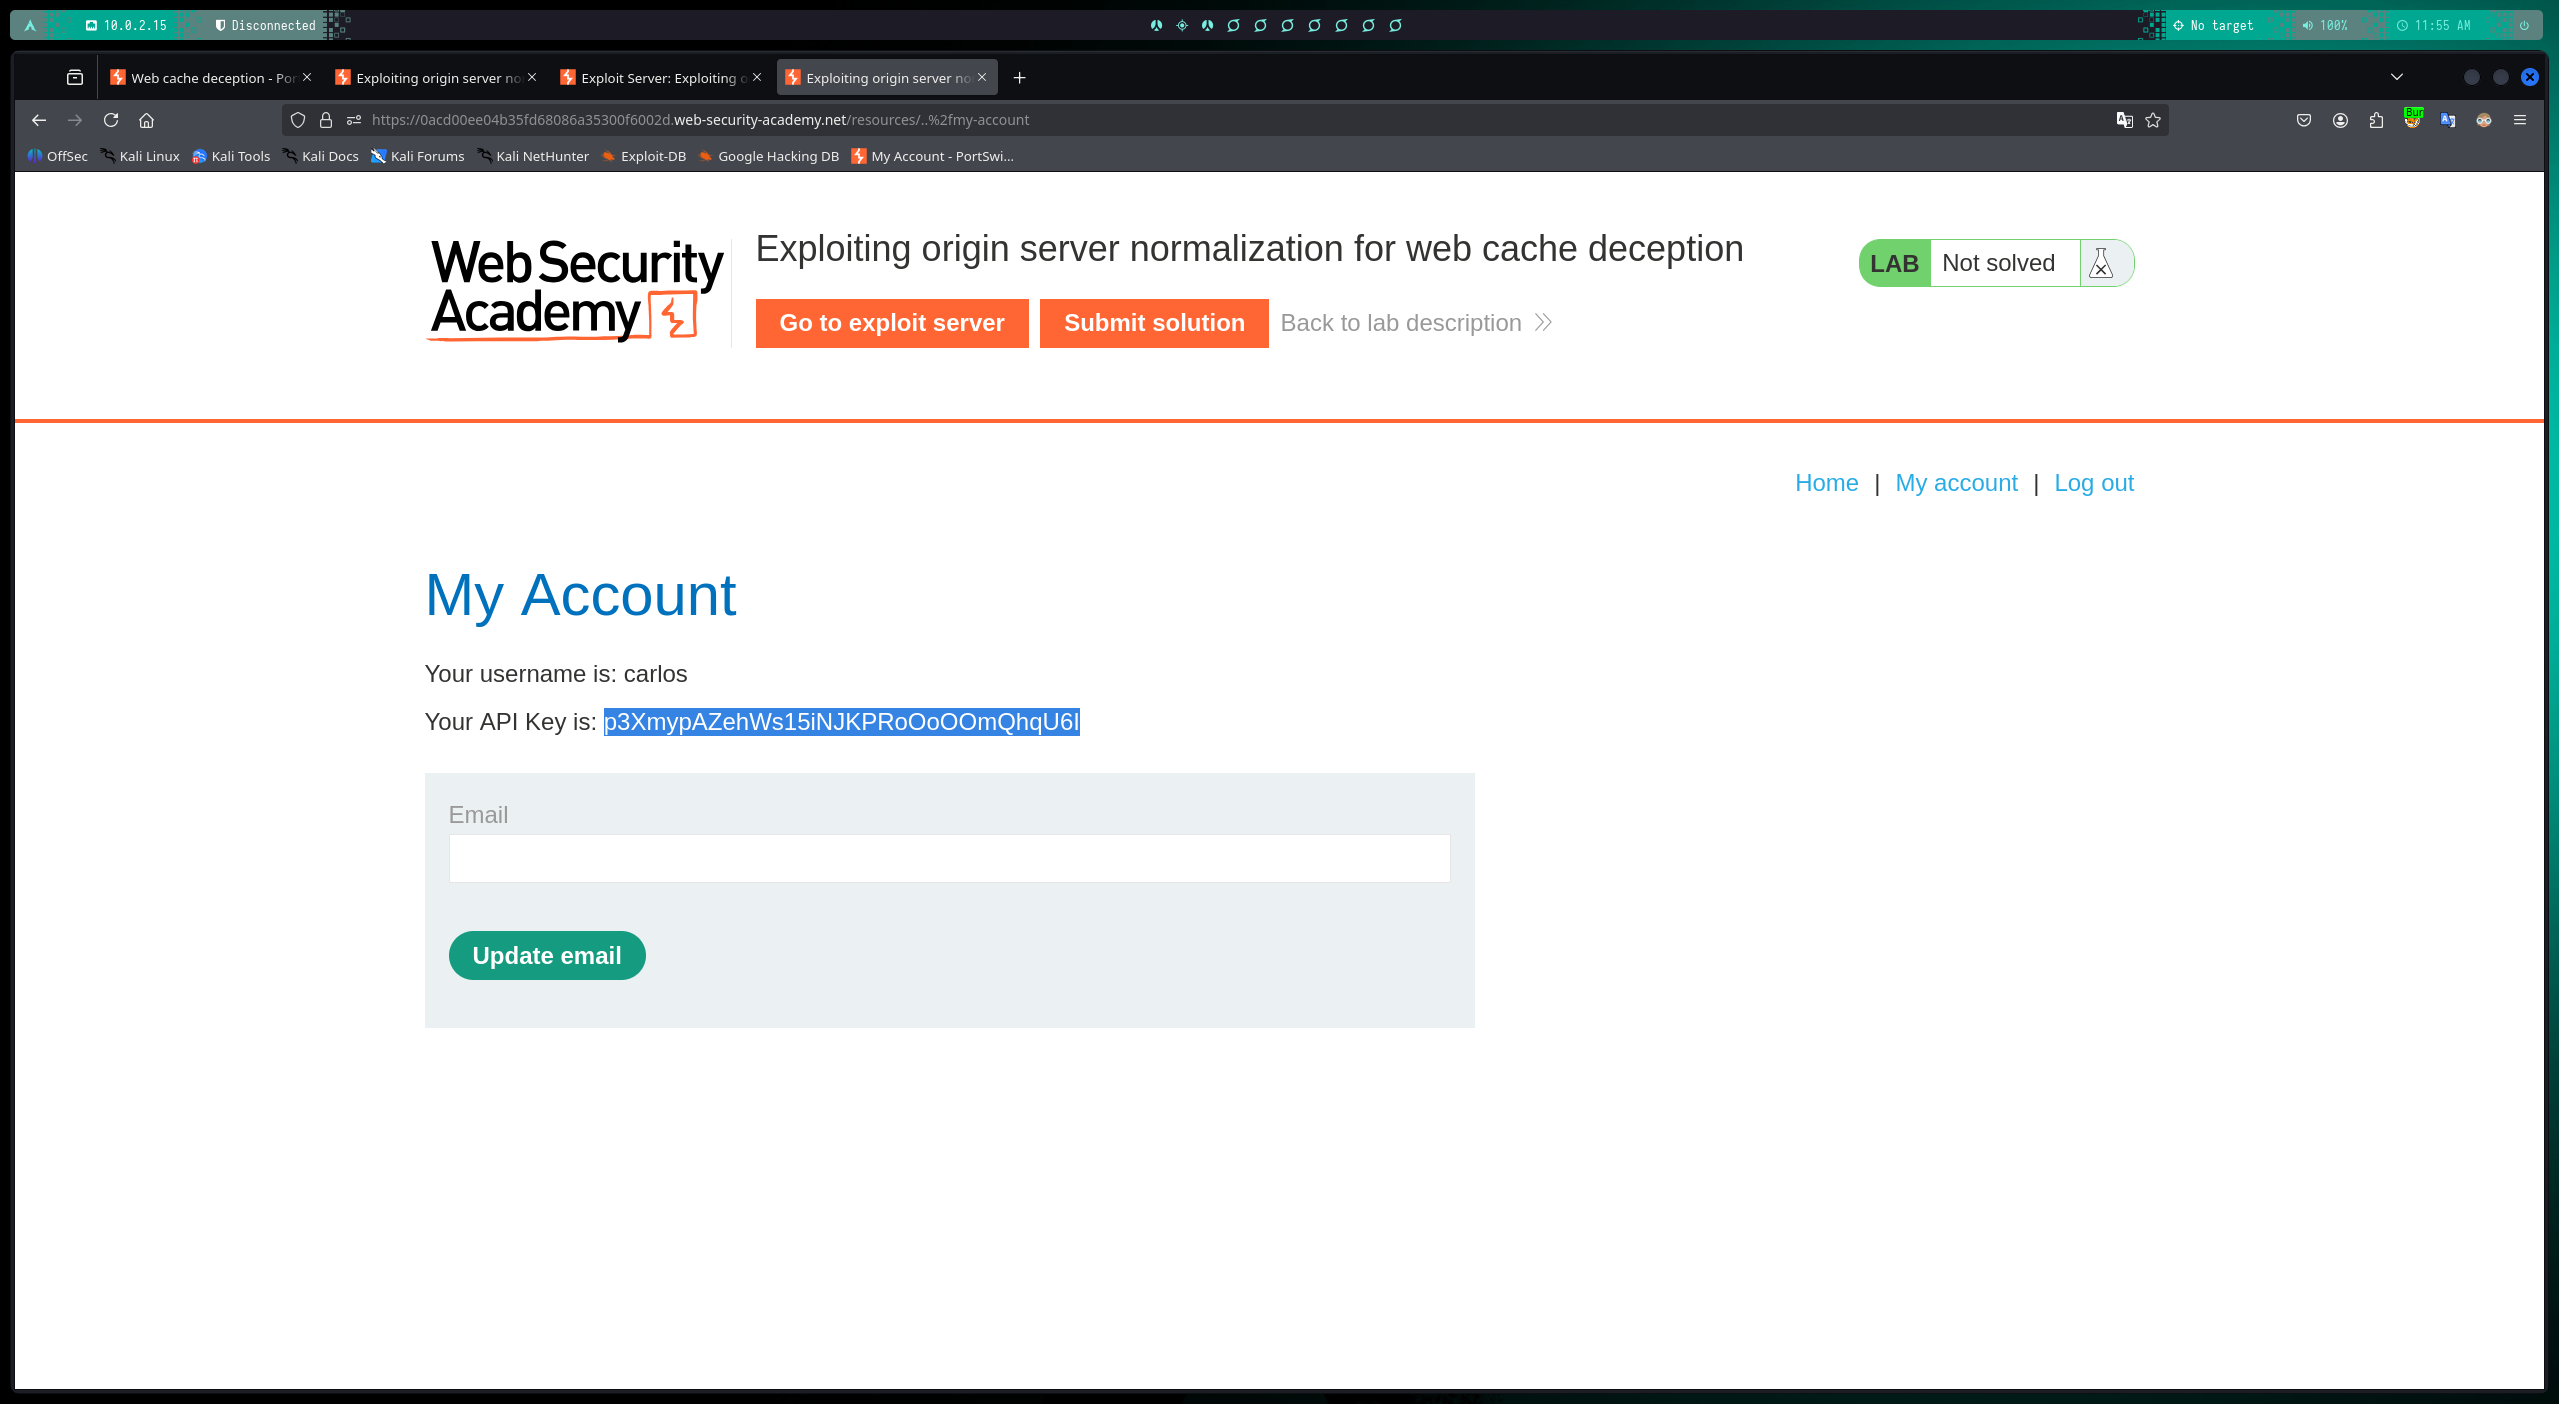 10.0.2.15 Disconnected No target 100% 11:55 AM
Web cache deception - Por Exploiting origin server no Exploit Server: Exploiting o Exploiting origin server no
https://0acd00ee04b35fd68086a35300f6002d.web-security-academy.net/resources/..%2fmy-account
Bur
OffSec Kali Linux Kali Tools Kali Docs Kali Forums Kali NetHunter Exploit-DB Google Hacking DB My Account - PortSwi...
Web Security
Academy
Exploiting origin server normalization for web cache deception
LAB Not solved
Go to exploit server Submit solution Back to lab description
Home | My account | Log out
My Account
Your username is: carlos
Your API Key is: p3XmypAZehWs15iNJKPRoOoOOmQhqU6I
Email
Update email